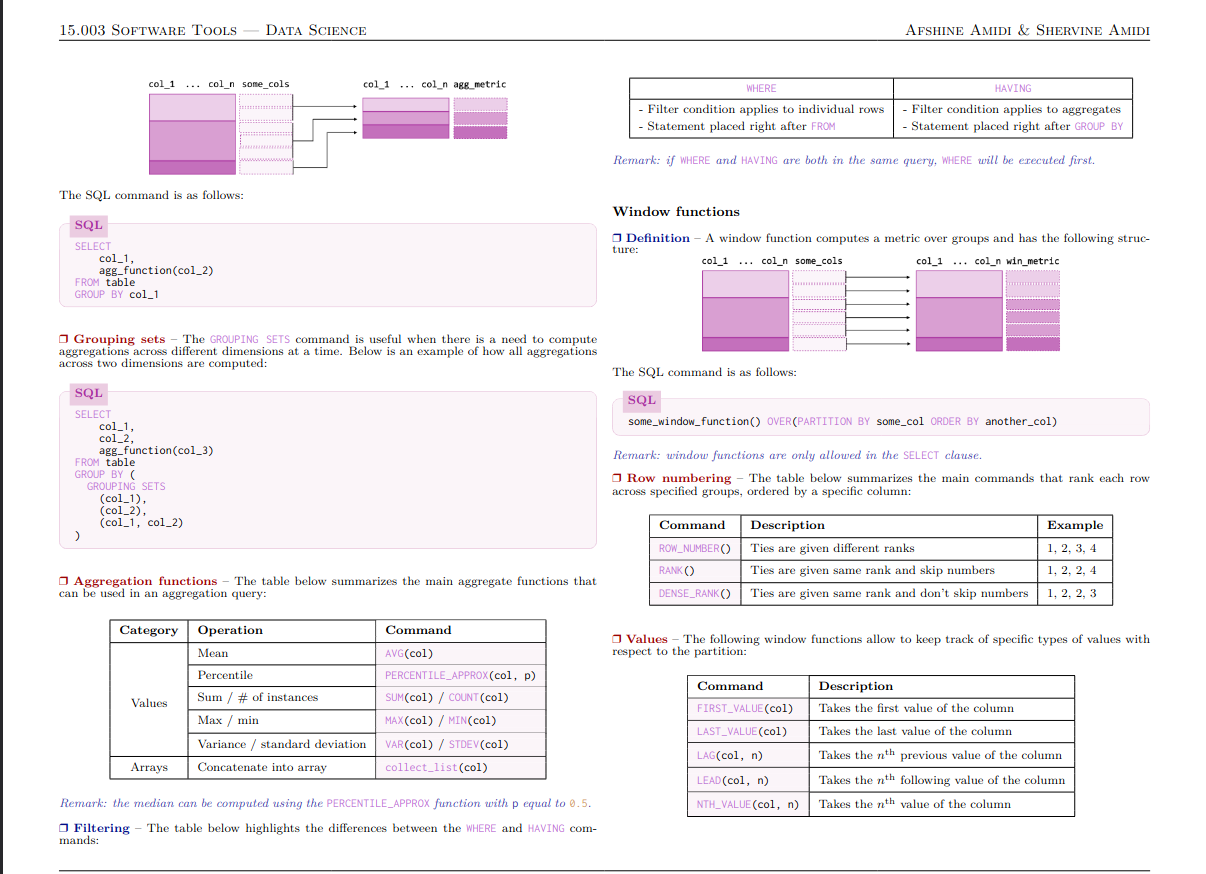 15.003 Software Tools — Data Science
Afshine Amidi & Shervine Amidi
col_1 ... col_n some_cols
col_1 ... col_n agg_metric
The SQL command is as follows:
SQL
SELECT
col_1,
agg_function(col_2)
FROM table
GROUP BY col_1
❒ Grouping sets – The GROUPING SETS command is useful when there is a need to compute
aggregations across different dimensions at a time. Below is an example of how all aggregations
across two dimensions are computed:
SQL
SELECT
col_1,
col_2,
agg_function(col_3)
FROM table
GROUP BY (
GROUPING SETS
(col_1),
(col_2),
(col_1, col_2)
)
❒ Aggregation functions – The table below summarizes the main aggregate functions that
can be used in an aggregation query:
Category Operation Command
Values
Mean AVG(col)
Percentile PERCENTILE_APPROX(col, p)
Sum / # of instances SUM(col) / COUNT(col)
Max / min MAX(col) / MIN(col)
Variance / standard deviation VAR(col) / STDEV(col)
Arrays Concatenate into array collect_list(col)
Remark: the median can be computed using the PERCENTILE_APPROX function with p equal to 0.5.
❒ Filtering – The table below highlights the differences between the WHERE and HAVING com-
mands:
WHERE HAVING
- Filter condition applies to individual rows - Filter condition applies to aggregates
- Statement placed right after FROM - Statement placed right after GROUP BY
Remark: if WHERE and HAVING are both in the same query, WHERE will be executed first.
Window functions
❒ Definition – A window function computes a metric over groups and has the following struc-
ture:
col_1 ... col_n some_cols
col_1 ... col_n win_metric
The SQL command is as follows:
SQL
some_window_function() OVER(PARTITION BY some_col ORDER BY another_col)
Remark: window functions are only allowed in the SELECT clause.
❒ Row numbering – The table below summarizes the main commands that rank each row
across specified groups, ordered by a specific column:
Command Description Example
ROW_NUMBER() Ties are given different ranks 1, 2, 3, 4
RANK() Ties are given same rank and skip numbers 1, 2, 2, 4
DENSE_RANK() Ties are given same rank and don't skip numbers 1, 2, 2, 3
❒ Values – The following window functions allow to keep track of specific types of values with
respect to the partition:
Command Description
FIRST_VALUE(col) Takes the first value of the column
LAST_VALUE(col) Takes the last value of the column
LAG(col, n) Takes the nth previous value of the column
LEAD(col, n) Takes the nth following value of the column
NTH_VALUE(col, n) Takes the nth value of the column